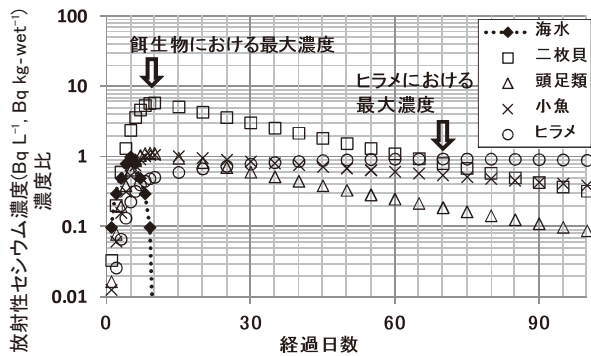 放射性セシウム濃度(Bq L⁻¹, Bq kg-wet⁻¹)
濃度比
100
10
1
0.1
0.01
0
30
60
90
経過日数
餌生物における最大濃度
ヒラメにおける
最大濃度
海水
二枚貝
頭足類
小魚
ヒラメ